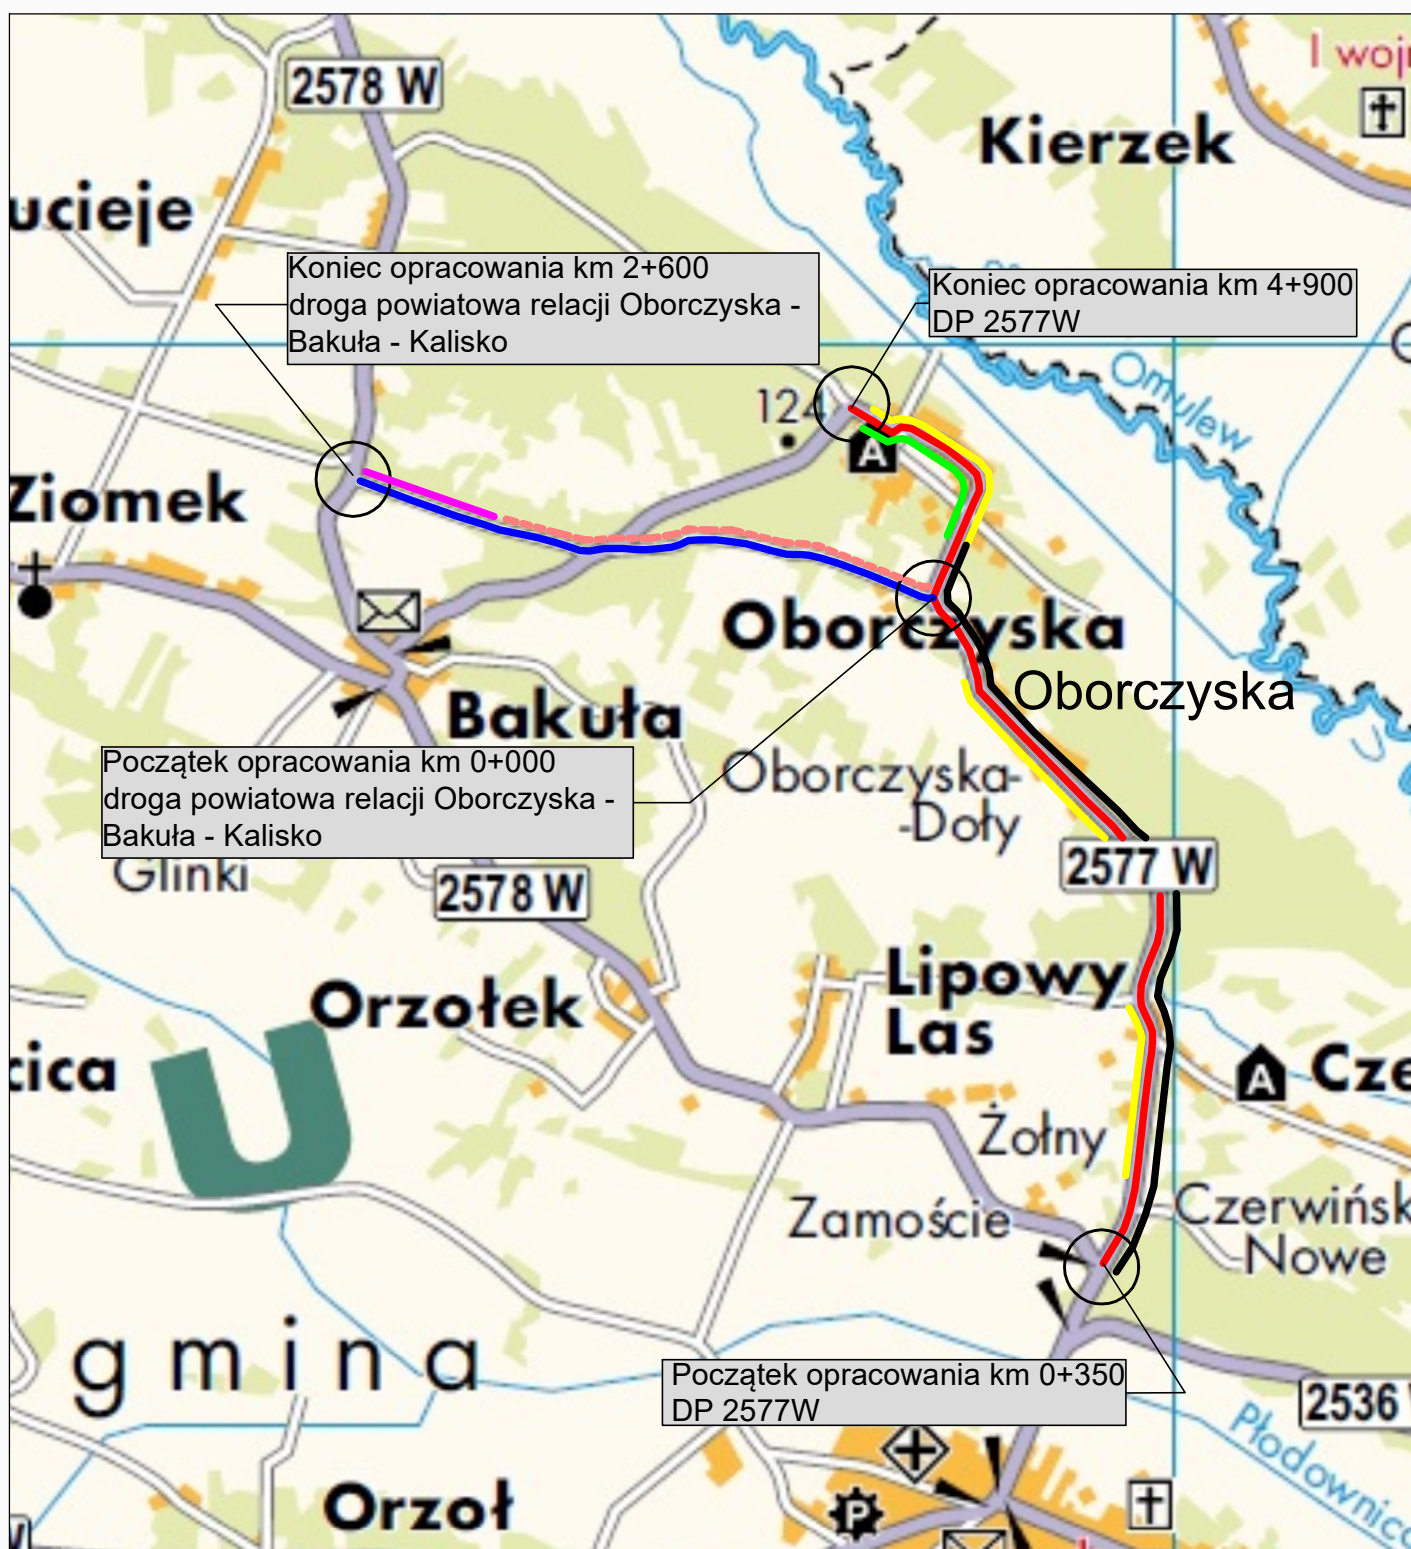 2578 W
I woj
Kierzek
ucieje
Koniec opracowania km 2+600
droga powiatowa relacji Oborczyska -
Bakuła - Kalisko
Koniec opracowania km 4+900
DP 2577W
Omulew
124
A
Ziomek
Oborczyska
Oborczyska
Bakuła
Początek opracowania km 0+000
droga powiatowa relacji Oborczyska -
Bakuła - Kalisko
Oborczyska-
-Doły
Glinki
2578 W
2577 W
Lipowy
Las
Orzołek
cica
U
A
Cze
Żołny
Zamoście
Czerwińsk
Nowe
gmina
Początek opracowania km 0+350
DP 2577W
2536
Płodownica
Orzoł
P